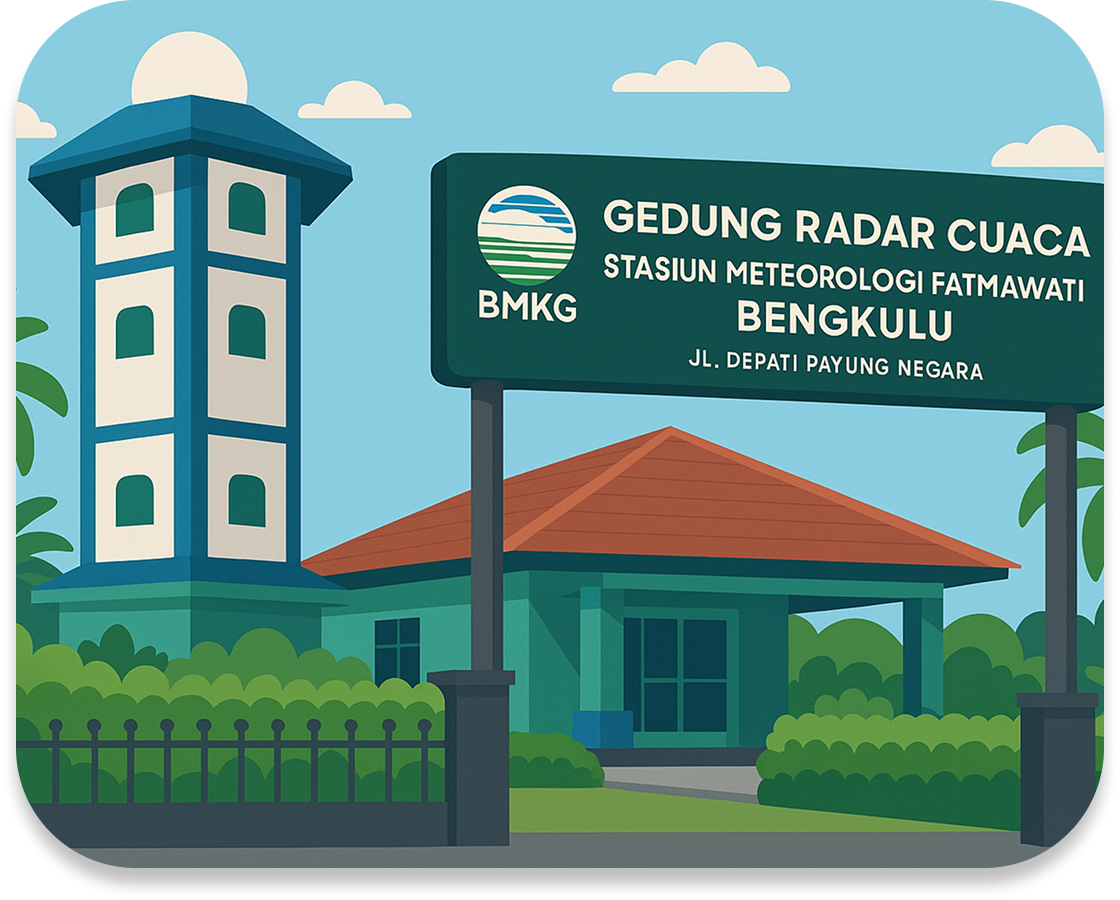 GEDUNG RADAR CUACA
STASIUN METEOROLOGI FATMAWATI
BENGKULU
JL. DEPATI PAYUNG NEGARA
BMKG